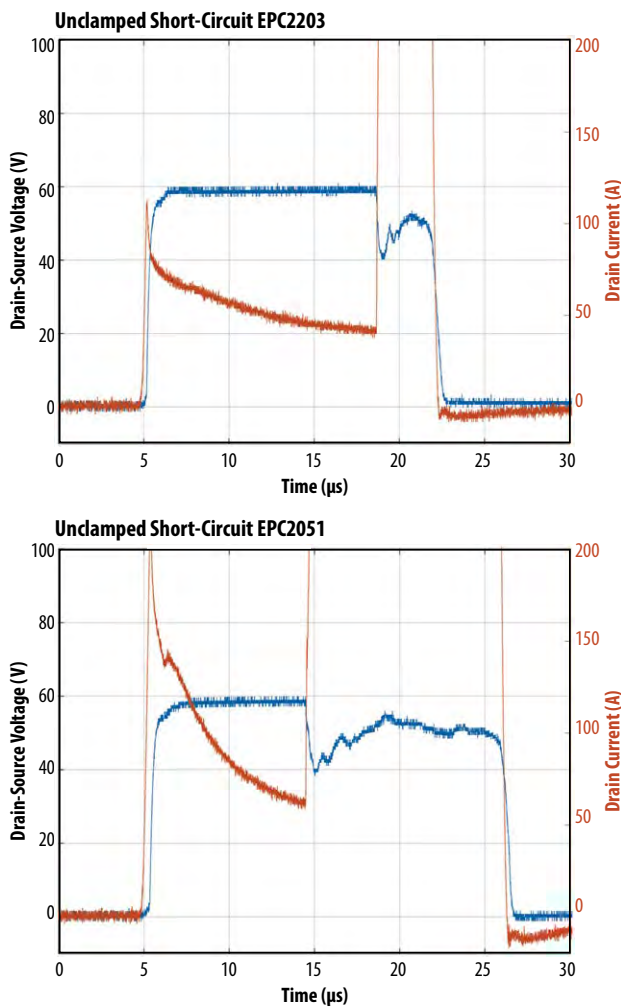 Unclamped Short-Circuit EPC2203
100
80
60
40
20
0
200
150
100
50
0
Drain-Source Voltage (V)
Drain Current (A)
0 5 10 15 20 25 30
Time (µs)
Unclamped Short-Circuit EPC2051
100
80
60
40
20
0
200
150
100
50
0
Drain-Source Voltage (V)
Drain Current (A)
0 5 10 15 20 25 30
Time (µs)